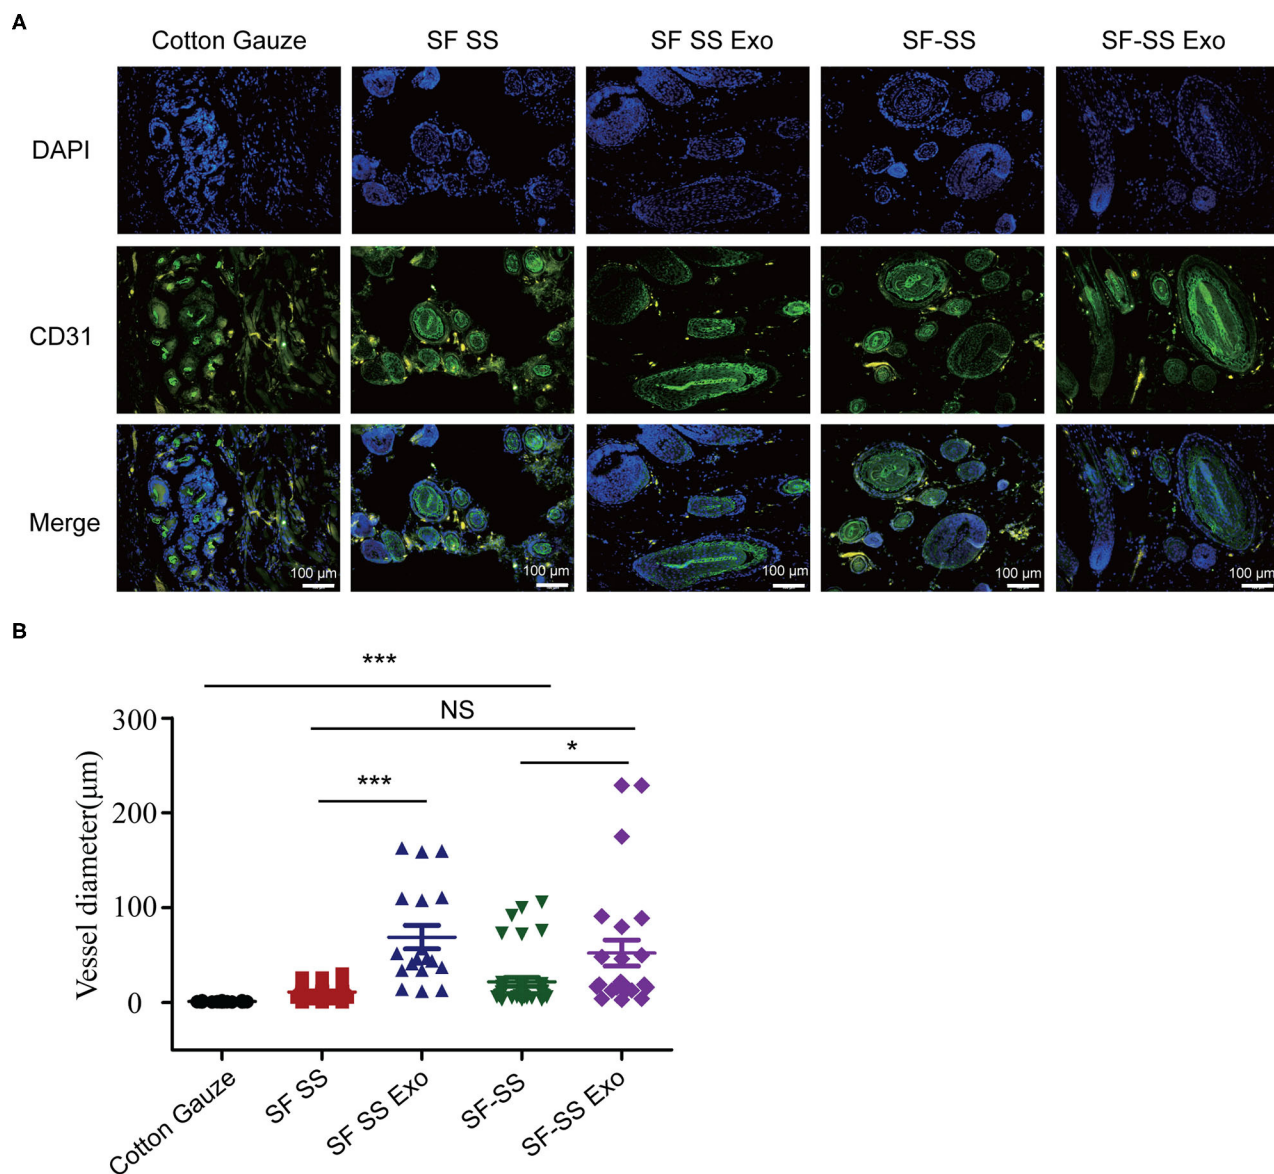 A
Cotton Gauze SF SS SF SS Exo SF-SS SF-SS Exo
DAPI
CD31
Merge
100 µm 100 µm 100 µm 100 µm 100 µm
B
***
NS
*
***
Vessel diameter(µm)
300
200
100
0
Cotton Gauze SF SS SF SS Exo SF-SS SF-SS Exo